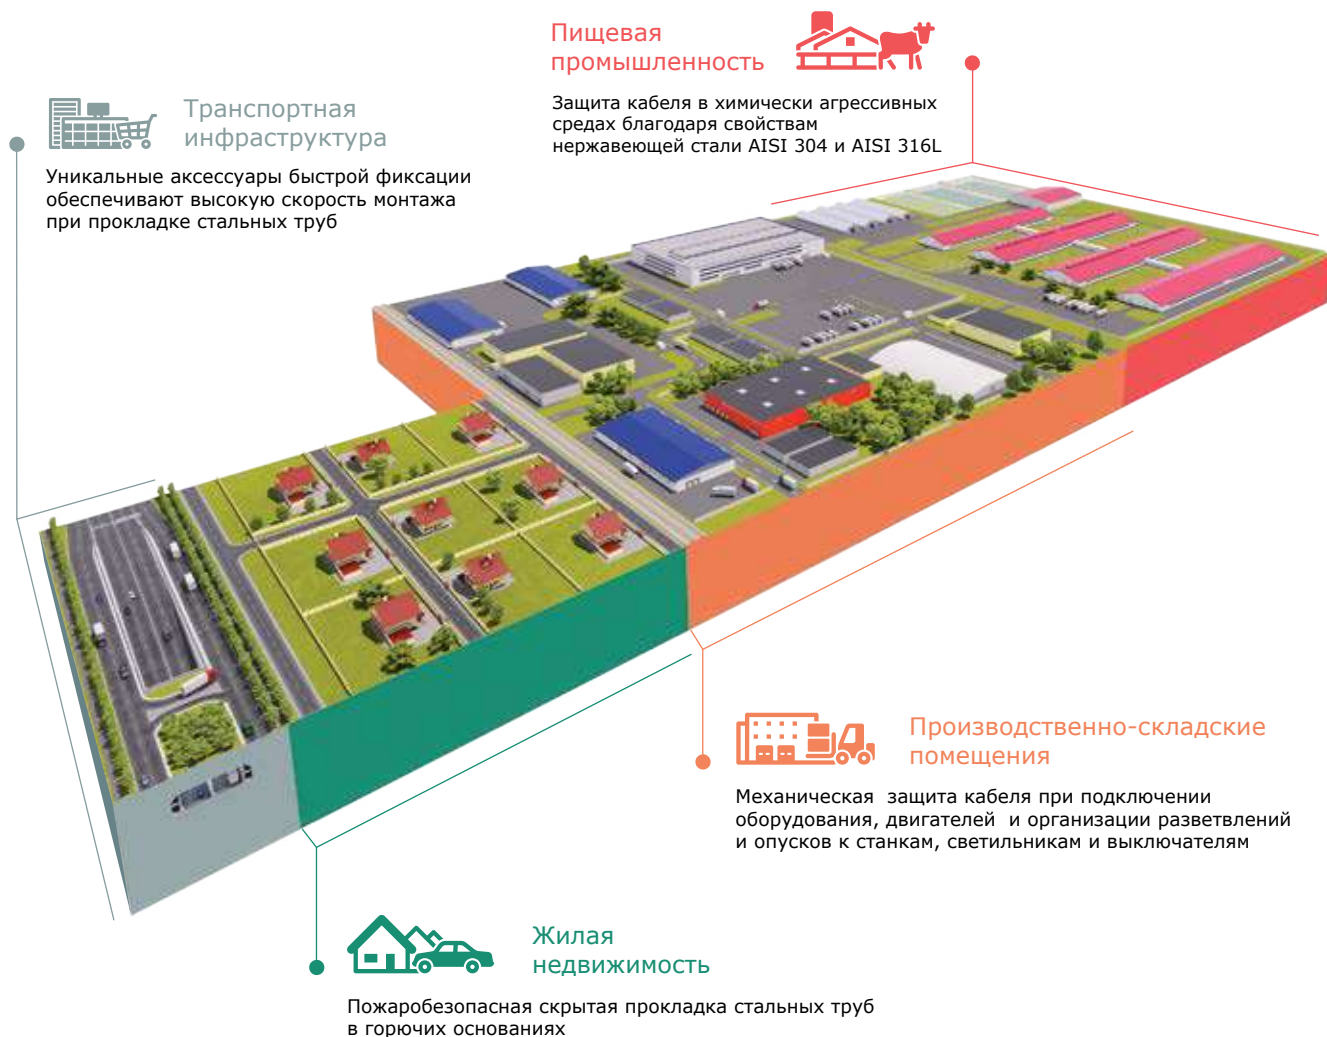 Пищевая
промышленность
Защита кабеля в химически агрессивных
средах благодаря свойствам
нержавеющей стали AISI 304 и AISI 316L
Транспортная
инфраструктура
Уникальные аксессуары быстрой фиксации
обеспечивают высокую скорость монтажа
при прокладке стальных труб
Производственно-складские
помещения
Механическая защита кабеля при подключении
оборудования, двигателей и организации разветвлений
и опусков к станкам, светильникам и выключателям
Жилая
недвижимость
Пожаробезопасная скрытая прокладка стальных труб
в горючих основаниях